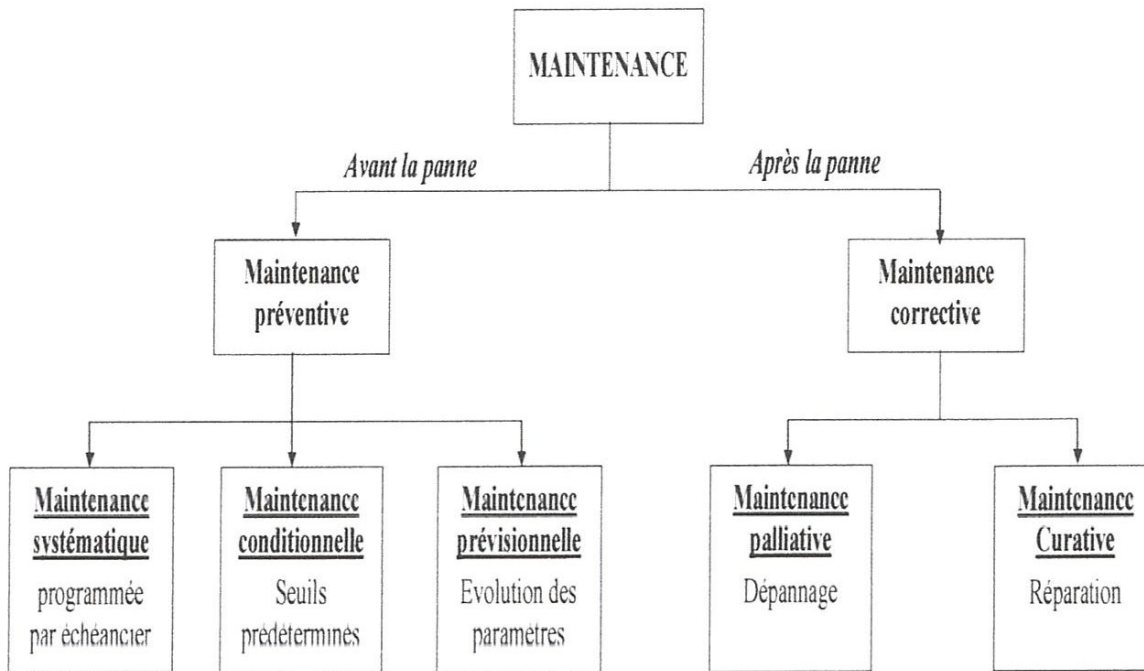 MAINTENANCE
Avant la panne
Après la panne
Maintenance
préventive
Maintenance
corrective
Maintenance
systématique
programmée
par échéancier
Maintenance
conditionnelle
Seuils
prédéterminés
Maintenance
prévisionnelle
Evolution des
paramètres
Maintenance
palliative
Dépannage
Maintenance
Curative
Réparation